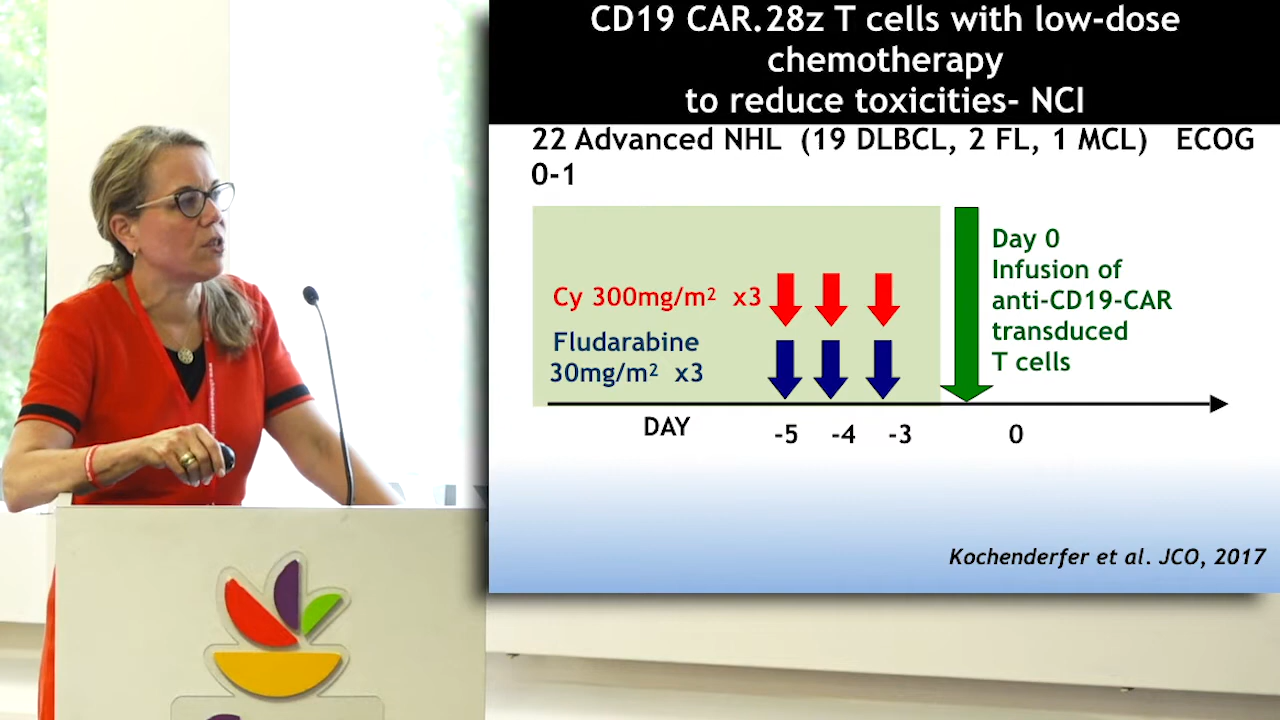 CD19 CAR.28z T cells with low-dose
chemotherapy
to reduce toxicities- NCI
22 Advanced NHL (19 DLBCL, 2 FL, 1 MCL) ECOG
0-1
Cy 300mg/m² x3
Fludarabine
30mg/m² x3
Day 0
Infusion of
anti-CD19-CAR
transduced
T cells
DAY
-5 -4 -3 0
Kochenderfer et al. JCO, 2017